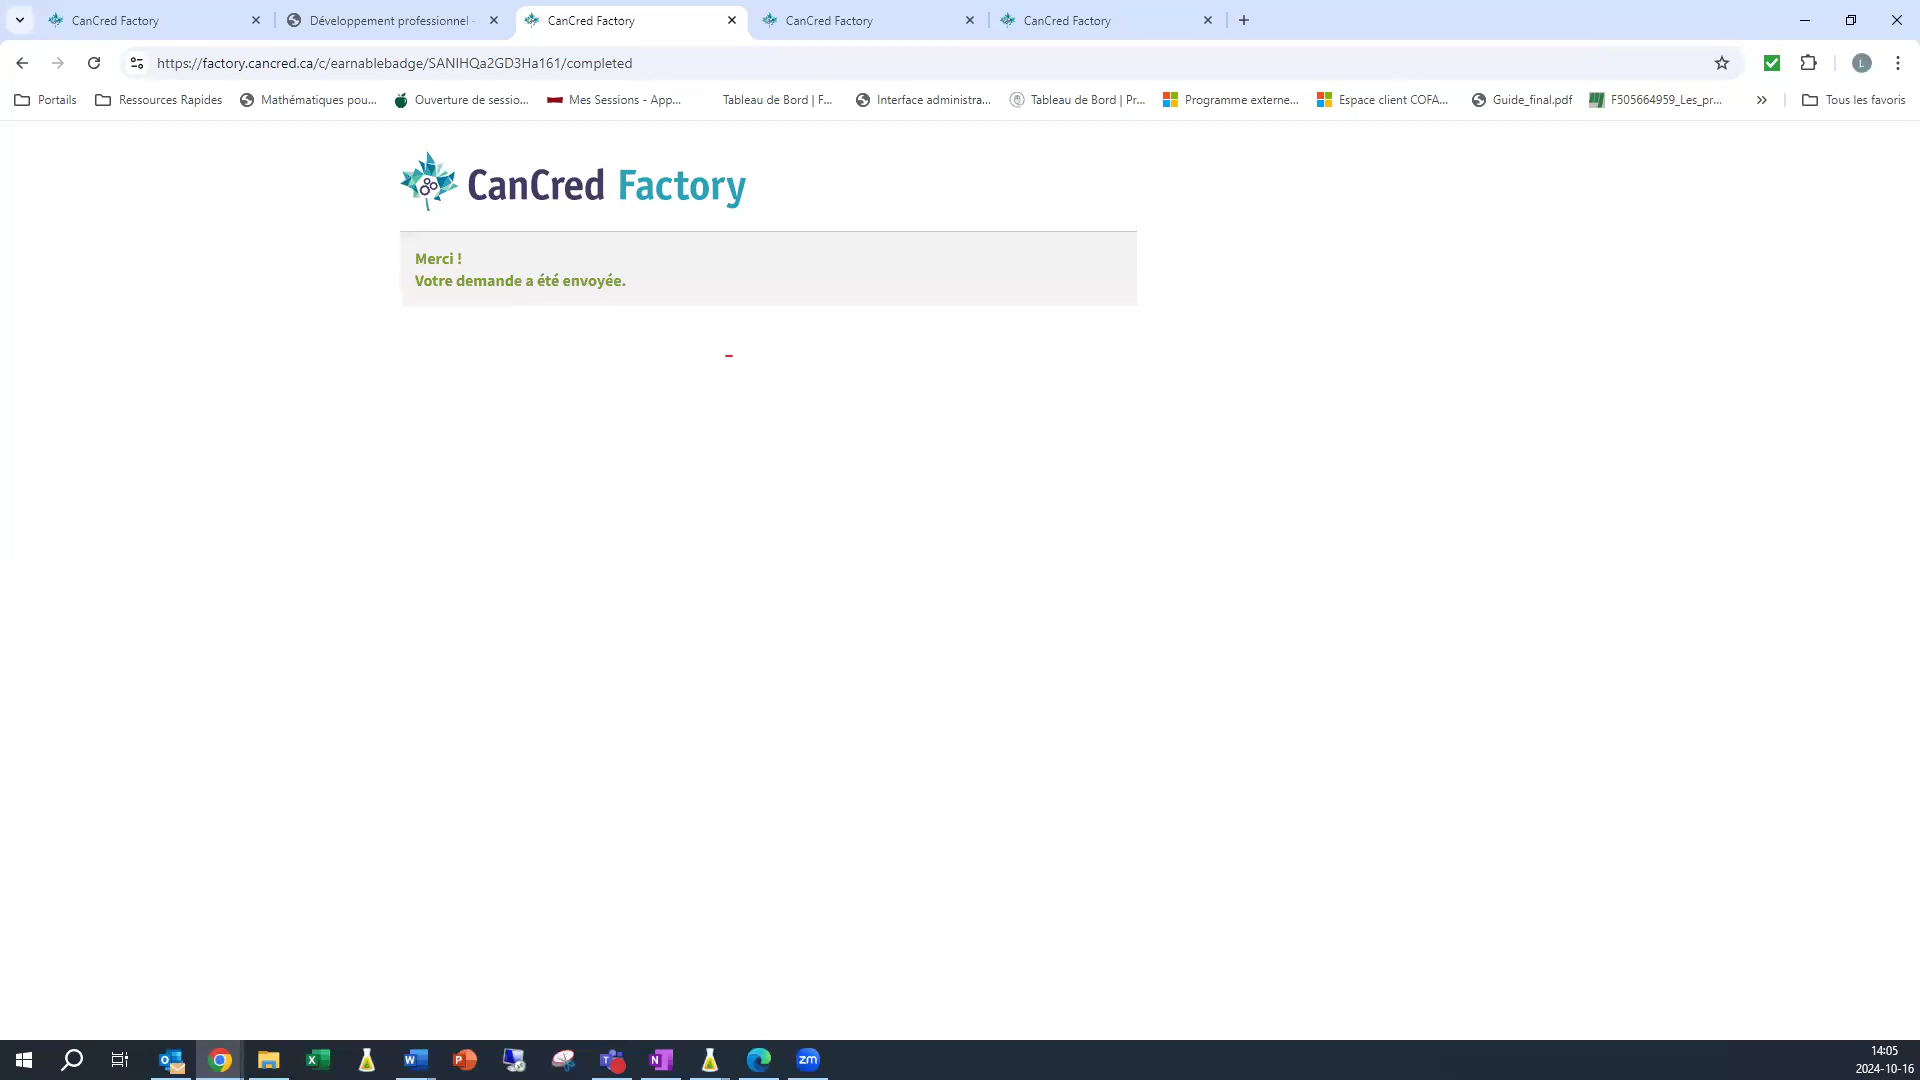 CanCred Factory
Développement professionnel -
CanCred Factory
CanCred Factory
CanCred Factory
https://factory.cancred.ca/c/earnablebadge/SANIHQa2GD3Ha161/completed
L
Portails
Ressources Rapides
Mathématiques pou...
Ouverture de sessio...
Mes Sessions - App...
Tableau de Bord | F...
Interface administra...
Tableau de Bord | Pr...
Programme externe...
Espace client COFA...
Guide_final.pdf
F505664959_Les_pr...
Tous les favoris
CanCred Factory
Merci !
Votre demande a été envoyée.
14:05
2024-10-16